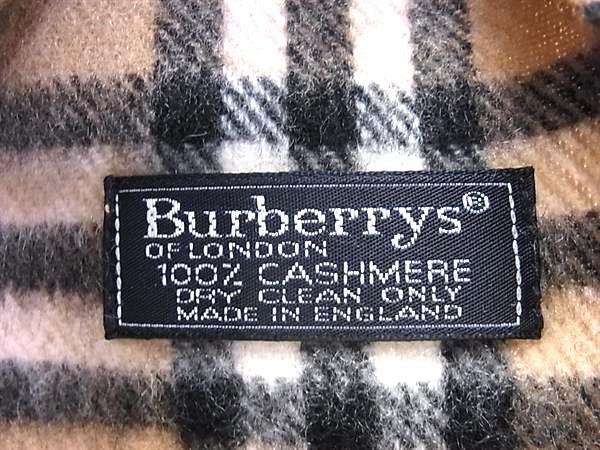 Burberrys®
OF LONDON
100% CASHMERE
DRY CLEAN ONLY
MADE IN ENGLAND